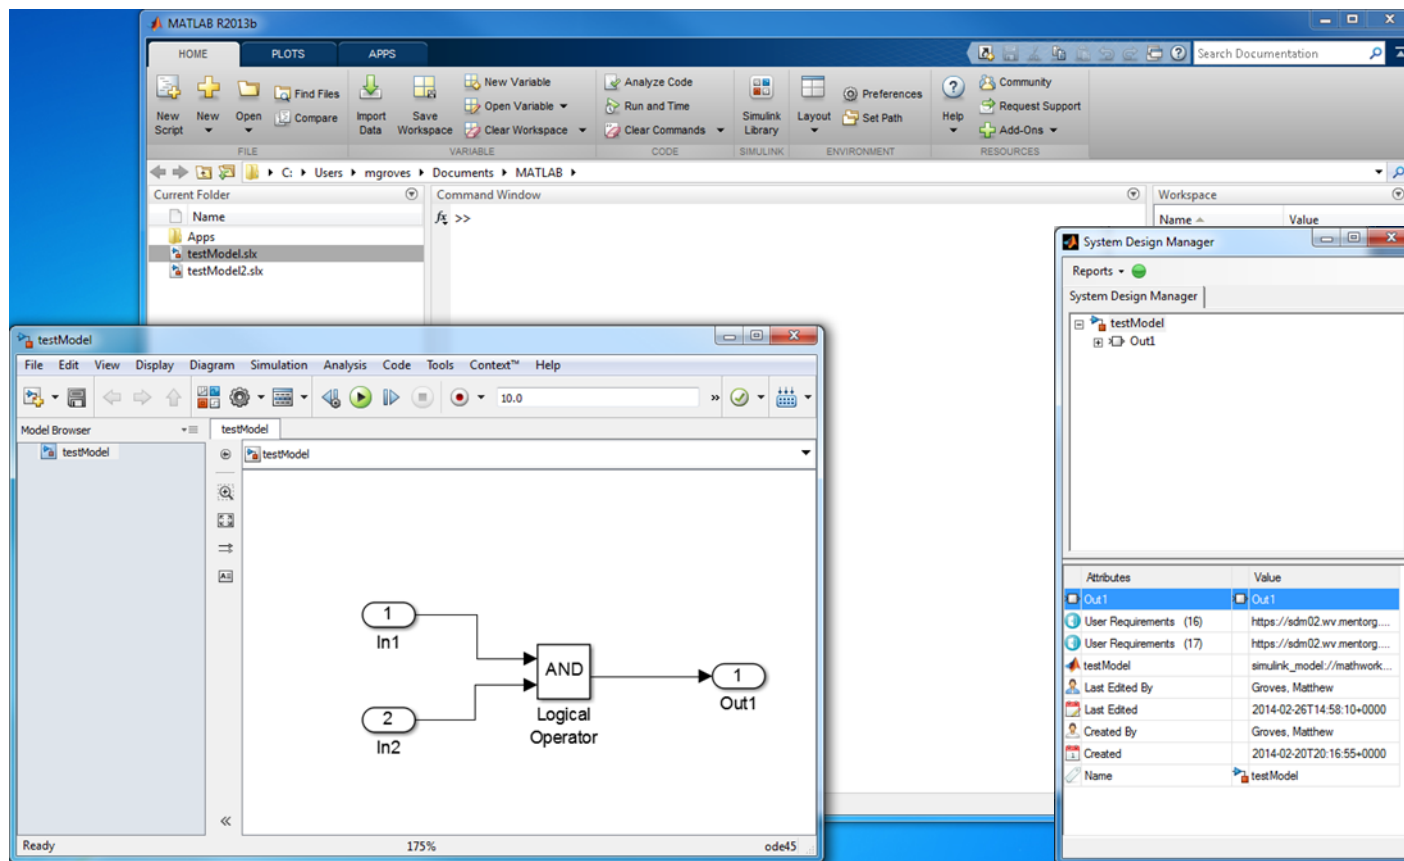 MATLAB R2013b
HOME PLOTS APPS
Search Documentation
New Script
New
Open
Find Files
Compare
Import Data
Save Workspace
New Variable
Open Variable
Clear Workspace
Analyze Code
Run and Time
Clear Commands
Simulink Library
Layout
Preferences
Set Path
Help
Community
Request Support
Add-Ons
FILE VARIABLE CODE SIMULINK ENVIRONMENT RESOURCES
C: Users mgroves Documents MATLAB
Current Folder
Name
Apps
testModel.slx
testModel2.slx
Command Window
fx >>
Workspace
Name Value
testModel
File Edit View Display Diagram Simulation Analysis Code Tools Context™ Help
10.0 »
Model Browser
testModel
testModel
testModel
1
In1
2
In2
AND
Logical
Operator
1
Out1
Ready 175% ode45
System Design Manager
Reports
System Design Manager
testModel
Out1
Attributes Value
Out1 Out1
User Requirements (16) https://sdm02.wv.mentorg....
User Requirements (17) https://sdm02.wv.mentorg....
testModel simulink_model://mathwork...
Last Edited By Groves, Matthew
Last Edited 2014-02-26T14:58:10+0000
Created By Groves, Matthew
Created 2014-02-20T20:16:55+0000
Name testModel